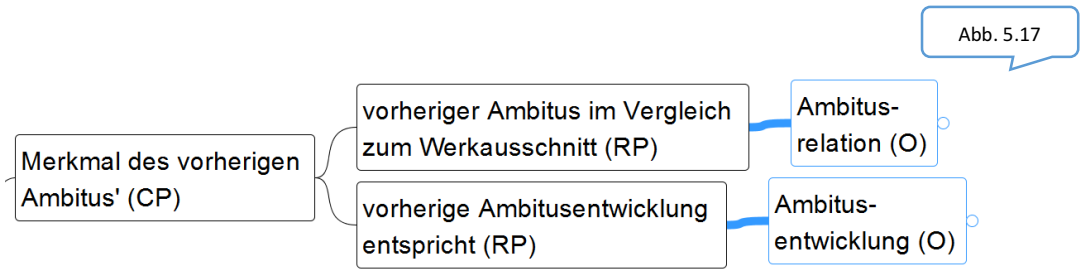 Abb. 5.17
Merkmal des vorherigen
Ambitus' (CP)
vorheriger Ambitus im Vergleich
zum Werkausschnitt (RP)
Ambitus-
relation (O)
vorherige Ambitusentwicklung
entspricht (RP)
Ambitus-
entwicklung (O)